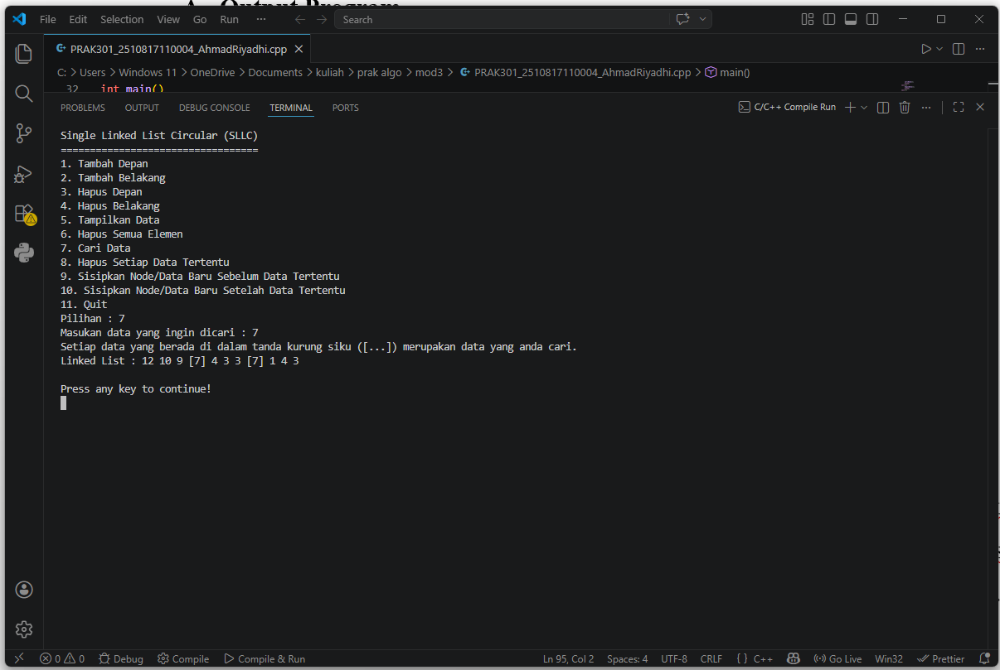 A. Output Program
File Edit Selection View Go Run ··· Search
PRAK301_2510817110004_AhmadRiyadhi.cpp
C: > Users > Windows 11 > OneDrive > Documents > kuliah > prak algo > mod3 > PRAK301_2510817110004_AhmadRiyadhi.cpp > main()
32 int main()
PROBLEMS OUTPUT DEBUG CONSOLE TERMINAL PORTS C/C++ Compile Run
Single Linked List Circular (SLLC)
==================================
1. Tambah Depan
2. Tambah Belakang
3. Hapus Depan
4. Hapus Belakang
5. Tampilkan Data
6. Hapus Semua Elemen
7. Cari Data
8. Hapus Setiap Data Tertentu
9. Sisipkan Node/Data Baru Sebelum Data Tertentu
10. Sisipkan Node/Data Baru Setelah Data Tertentu
11. Quit
Pilihan : 7
Masukan data yang ingin dicari : 7
Setiap data yang berada di dalam tanda kurung siku ([...]) merupakan data yang anda cari.
Linked List : 12 10 9 [7] 4 3 3 [7] 1 4 3
Press any key to continue!
0 0 Debug Compile Compile & Run Ln 95, Col 2 Spaces: 4 UTF-8 CRLF { } C++ Go Live Win32 Prettier